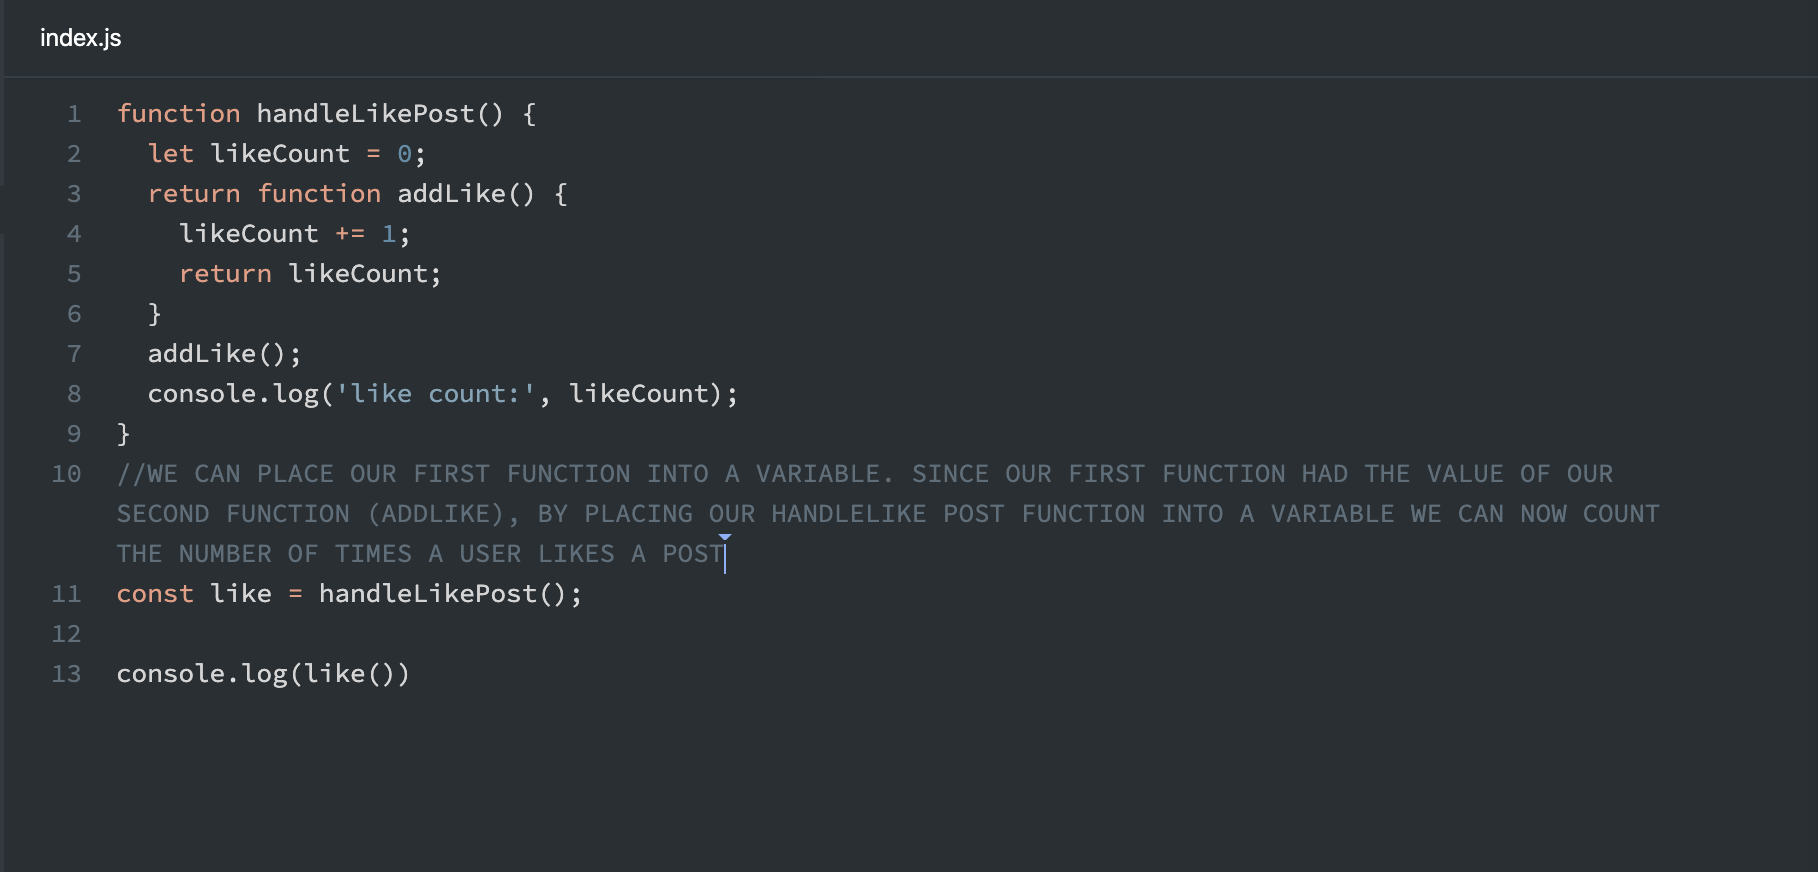 index.js
1 function handleLikePost() {
2   let likeCount = 0;
3   return function addLike() {
4     likeCount += 1;
5     return likeCount;
6   }
7   addLike();
8   console.log('like count:', likeCount);
9 }
10 //WE CAN PLACE OUR FIRST FUNCTION INTO A VARIABLE. SINCE OUR FIRST FUNCTION HAD THE VALUE OF OUR
SECOND FUNCTION (ADDLIKE), BY PLACING OUR HANDLELIKE POST FUNCTION INTO A VARIABLE WE CAN NOW COUNT
THE NUMBER OF TIMES A USER LIKES A POST
11 const like = handleLikePost();
12
13 console.log(like())